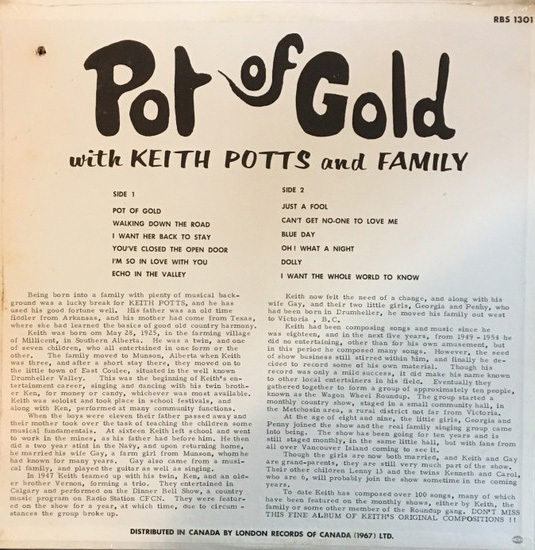 RBS 1301
Pot of Gold
with KEITH POTTS and FAMILY
SIDE 1
POT OF GOLD
WALKING DOWN THE ROAD
I WANT HER BACK TO STAY
YOU'VE CLOSED THE OPEN DOOR
I'M SO IN LOVE WITH YOU
ECHO IN THE VALLEY
SIDE 2
JUST A FOOL
CAN'T GET NO-ONE TO LOVE ME
BLUE DAY
OH! WHAT A NIGHT
DOLLY
I WANT THE WHOLE WORLD TO KNOW
Being born into a family with plenty of musical back-
ground was a lucky break for KEITH POTTS, and he has
used his good fortune well. His father was an old time
fiddler from Arkansas, and his mother had come from Texas,
where she had learned the basics of good old country harmony.
Keith was born om May 28, 1925, in the farming village
of Millicent, in Southern Alberta. He was a twin, and one
of seven children, who all entertained in one form or the
other. The family moved to Munson, Alberta when Keith
was three, and after a short stay there, they moved on to
the little town of East Coulee, situated in the well known
Drumheller Valley. This was the beginning of Keith's en-
tertainment career, singing and dancing with his twin broth-
er Ken, for money or candy, whichever was most available.
Keith was soloist and took place in school festivals, and
along with Ken, performed at many community functions.
When the boys were eleven their father passed away and
their mother took over the task of teaching the children some
musical fundamentals. At sixteen Keith left school and went
to work in the mines, as his father had before him. He then
did a two year stint in the Navy, and upon returning home,
he married his wife Gay, a farm girl from Munson, whom he
had known for many years. Gay also came from a musi-
cal family, and played the guitar as well as singing.
In 1947 Keith teamed up with his twin, Ken, and an old-
er brother Vernon, forming a trio. They entertained in
Calgary and performed on the Dinner Bell Show, a country
music program on Radio Station CFCN. They were featur-
ed on the show for a year, at which time, due to circum -
stances the group broke up.
Keith now felt the need of a change, and along with his
wife Gay, and their two little girls, Georgia and Penny, who
had been born in Drumheller, he moved his family out west
to Victoria , B.C.
Keith had been composing songs and music since he
was eighteen, and in the next five years, from 1949 - 1954 he
did no entertaining, other than for his own amusement, but
in this period he composed many songs. However, the seed
of show business still stirred within him, and finally he de-
cided to record some of his own material. Though his
record was only a mild success, it did make his name known
to other local entertainers in his field. Eventually they
gathered together to form a group of approximately ten people,
known as the Wagon Wheel Roundup. The group started a
monthly country show, staged in a small community hall, in
the Metchosin area, a rural district not far from Victoria.
At the age of eight and nine, the little girls, Georgia and
Penny joined the show and the real family singing group came
into being. The show has been going for ten years and is
still staged monthly, in the same little hall, but with fans from
all over Vancouver Island coming to see it.
Though the girls are now both married, and Keith and Gay
are grand-parents, they are still very much part of the show.
Their other children Lenny 13 and the twins Kenneth and Carol,
who are 6, will probably join the show sometime in the coming
years.
To date Keith has composed over 100 songs, many of which
have been featured on the monthly shows, either by Keith, the
family or some other member of the Roundup gang. DON'T MISS
THIS FINE ALBUM OF KEITH'S ORIGINAL COMPOSITIONS !!
DISTRIBUTED IN CANADA BY LONDON RECORDS OF CANADA (1967) LTD.